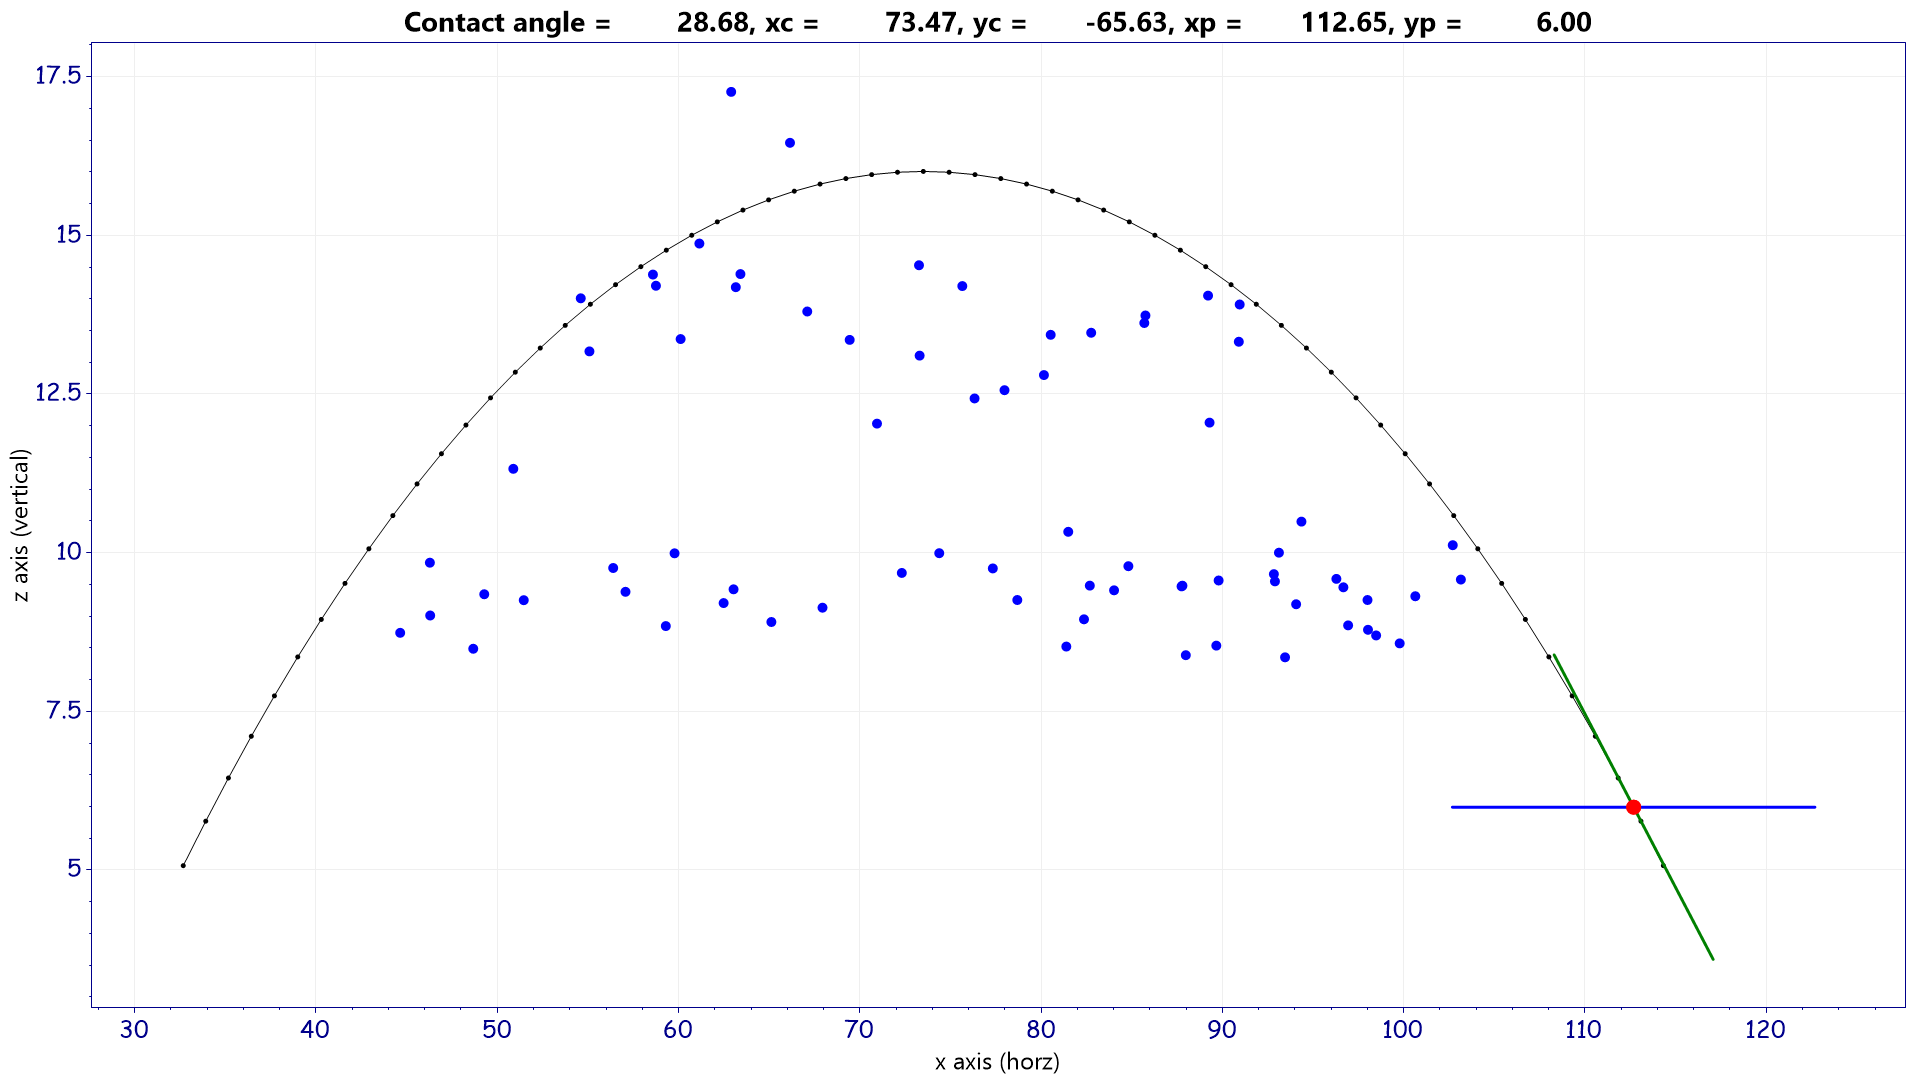 Contact angle = 28.68, xc = 73.47, yc = -65.63, xp = 112.65, yp = 6.00
17.5
15
12.5
10
7.5
5
z axis (vertical)
30 40 50 60 70 80 90 100 110 120
x axis (horz)